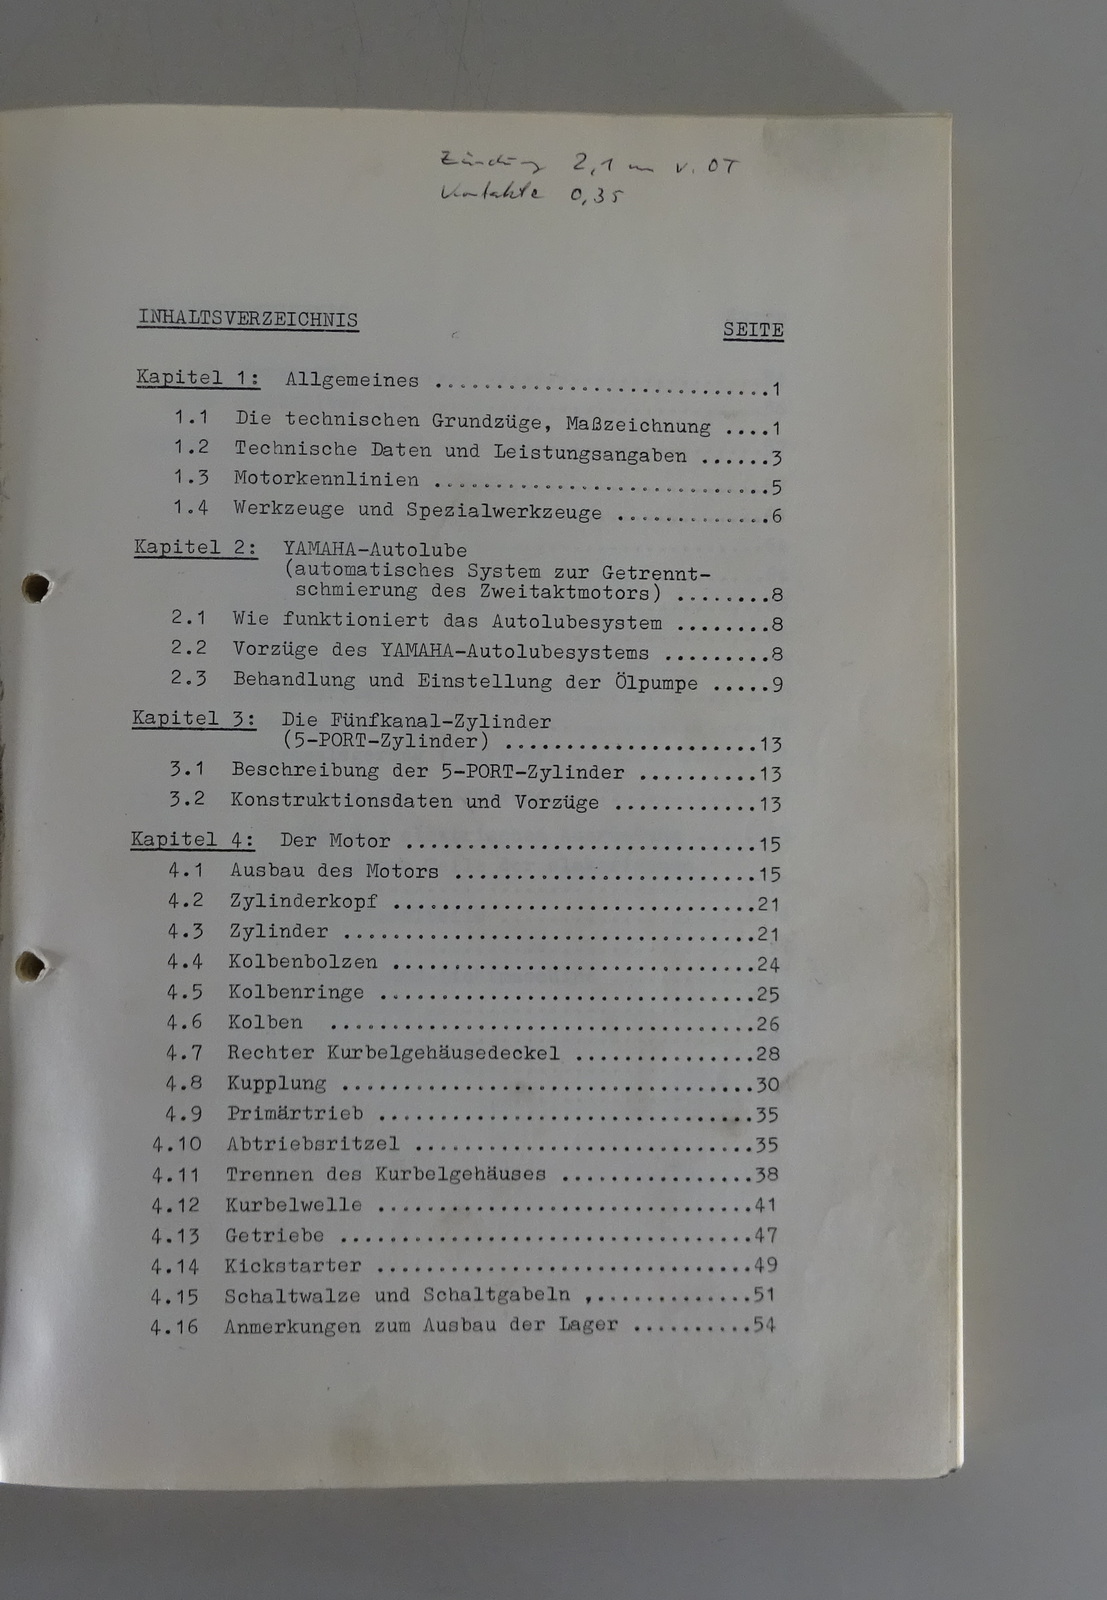 Zündung 2,1 mm v. OT
Kontakte 0,35
INHALTSVERZEICHNIS
SEITE
Kapitel 1: Allgemeines ...........................1
1.1 Die technischen Grundzüge, Maßzeichnung ....1
1.2 Technische Daten und Leistungsangaben ......3
1.3 Motorkennlinien ...........................5
1.4 Werkzeuge und Spezialwerkzeuge .............6
Kapitel 2: YAMAHA-Autolube
(automatisches System zur Getrennt-
schmierung des Zweitaktmotors) ........8
2.1 Wie funktioniert das Autolubesystem ........8
2.2 Vorzüge des YAMAHA-Autolubesystems .........8
2.3 Behandlung und Einstellung der Ölpumpe .....9
Kapitel 3: Die Fünfkanal-Zylinder
(5-PORT-Zylinder) .....................13
3.1 Beschreibung der 5-PORT-Zylinder ..........13
3.2 Konstruktionsdaten und Vorzüge ............13
Kapitel 4: Der Motor .............................15
4.1 Ausbau des Motors .........................15
4.2 Zylinderkopf ..............................21
4.3 Zylinder ..................................21
4.4 Kolbenbolzen ..............................24
4.5 Kolbenringe ...............................25
4.6 Kolben ...................................26
4.7 Rechter Kurbelgehäusedeckel ...............28
4.8 Kupplung ..................................30
4.9 Primärtrieb ...............................35
4.10 Abtriebsritzel ............................35
4.11 Trennen des Kurbelgehäuses ................38
4.12 Kurbelwelle ...............................41
4.13 Getriebe ..................................47
4.14 Kickstarter ...............................49
4.15 Schaltwalze und Schaltgabeln ,.............51
4.16 Anmerkungen zum Ausbau der Lager ..........54